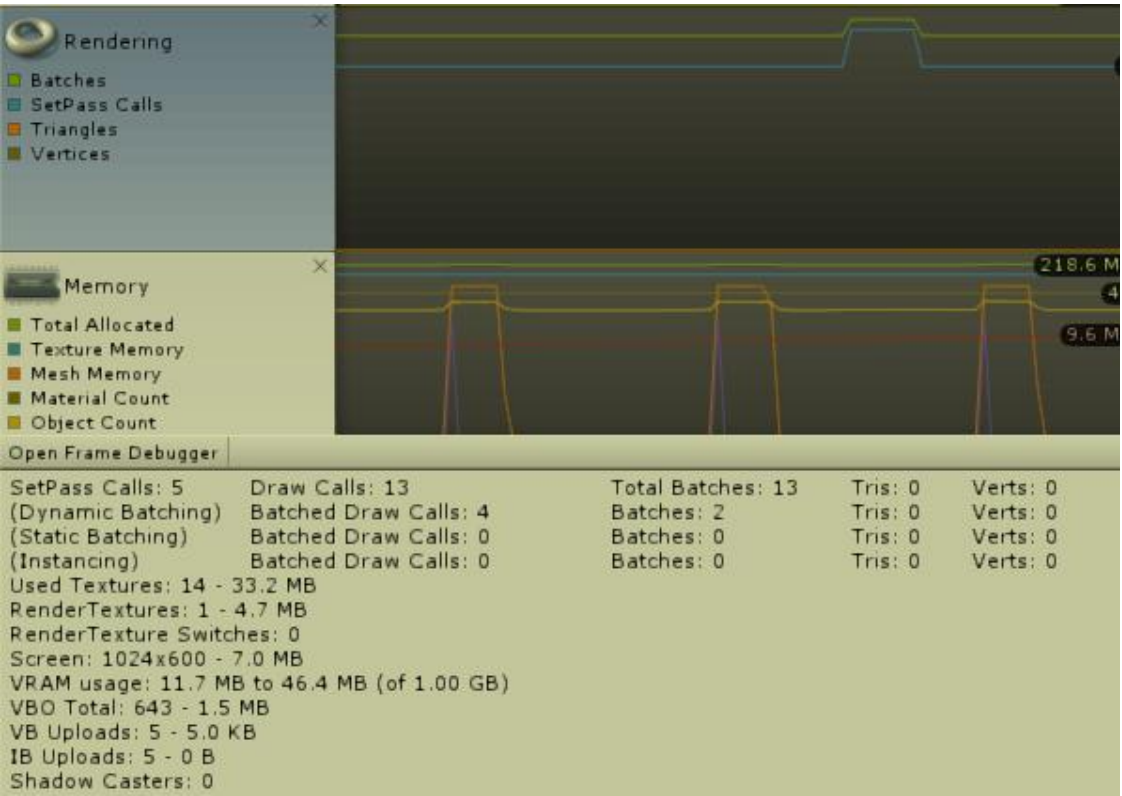 Rendering
Batches
SetPass Calls
Triangles
Vertices
Memory
218.6 M
4
9.6 M
Total Allocated
Texture Memory
Mesh Memory
Material Count
Object Count
Open Frame Debugger
SetPass Calls: 5 Draw Calls: 13 Total Batches: 13 Tris: 0 Verts: 0
(Dynamic Batching) Batched Draw Calls: 4 Batches: 2 Tris: 0 Verts: 0
(Static Batching) Batched Draw Calls: 0 Batches: 0 Tris: 0 Verts: 0
(Instancing) Batched Draw Calls: 0 Batches: 0 Tris: 0 Verts: 0
Used Textures: 14 - 33.2 MB
RenderTextures: 1 - 4.7 MB
RenderTexture Switches: 0
Screen: 1024x600 - 7.0 MB
VRAM usage: 11.7 MB to 46.4 MB (of 1.00 GB)
VBO Total: 643 - 1.5 MB
VB Uploads: 5 - 5.0 KB
IB Uploads: 5 - 0 B
Shadow Casters: 0